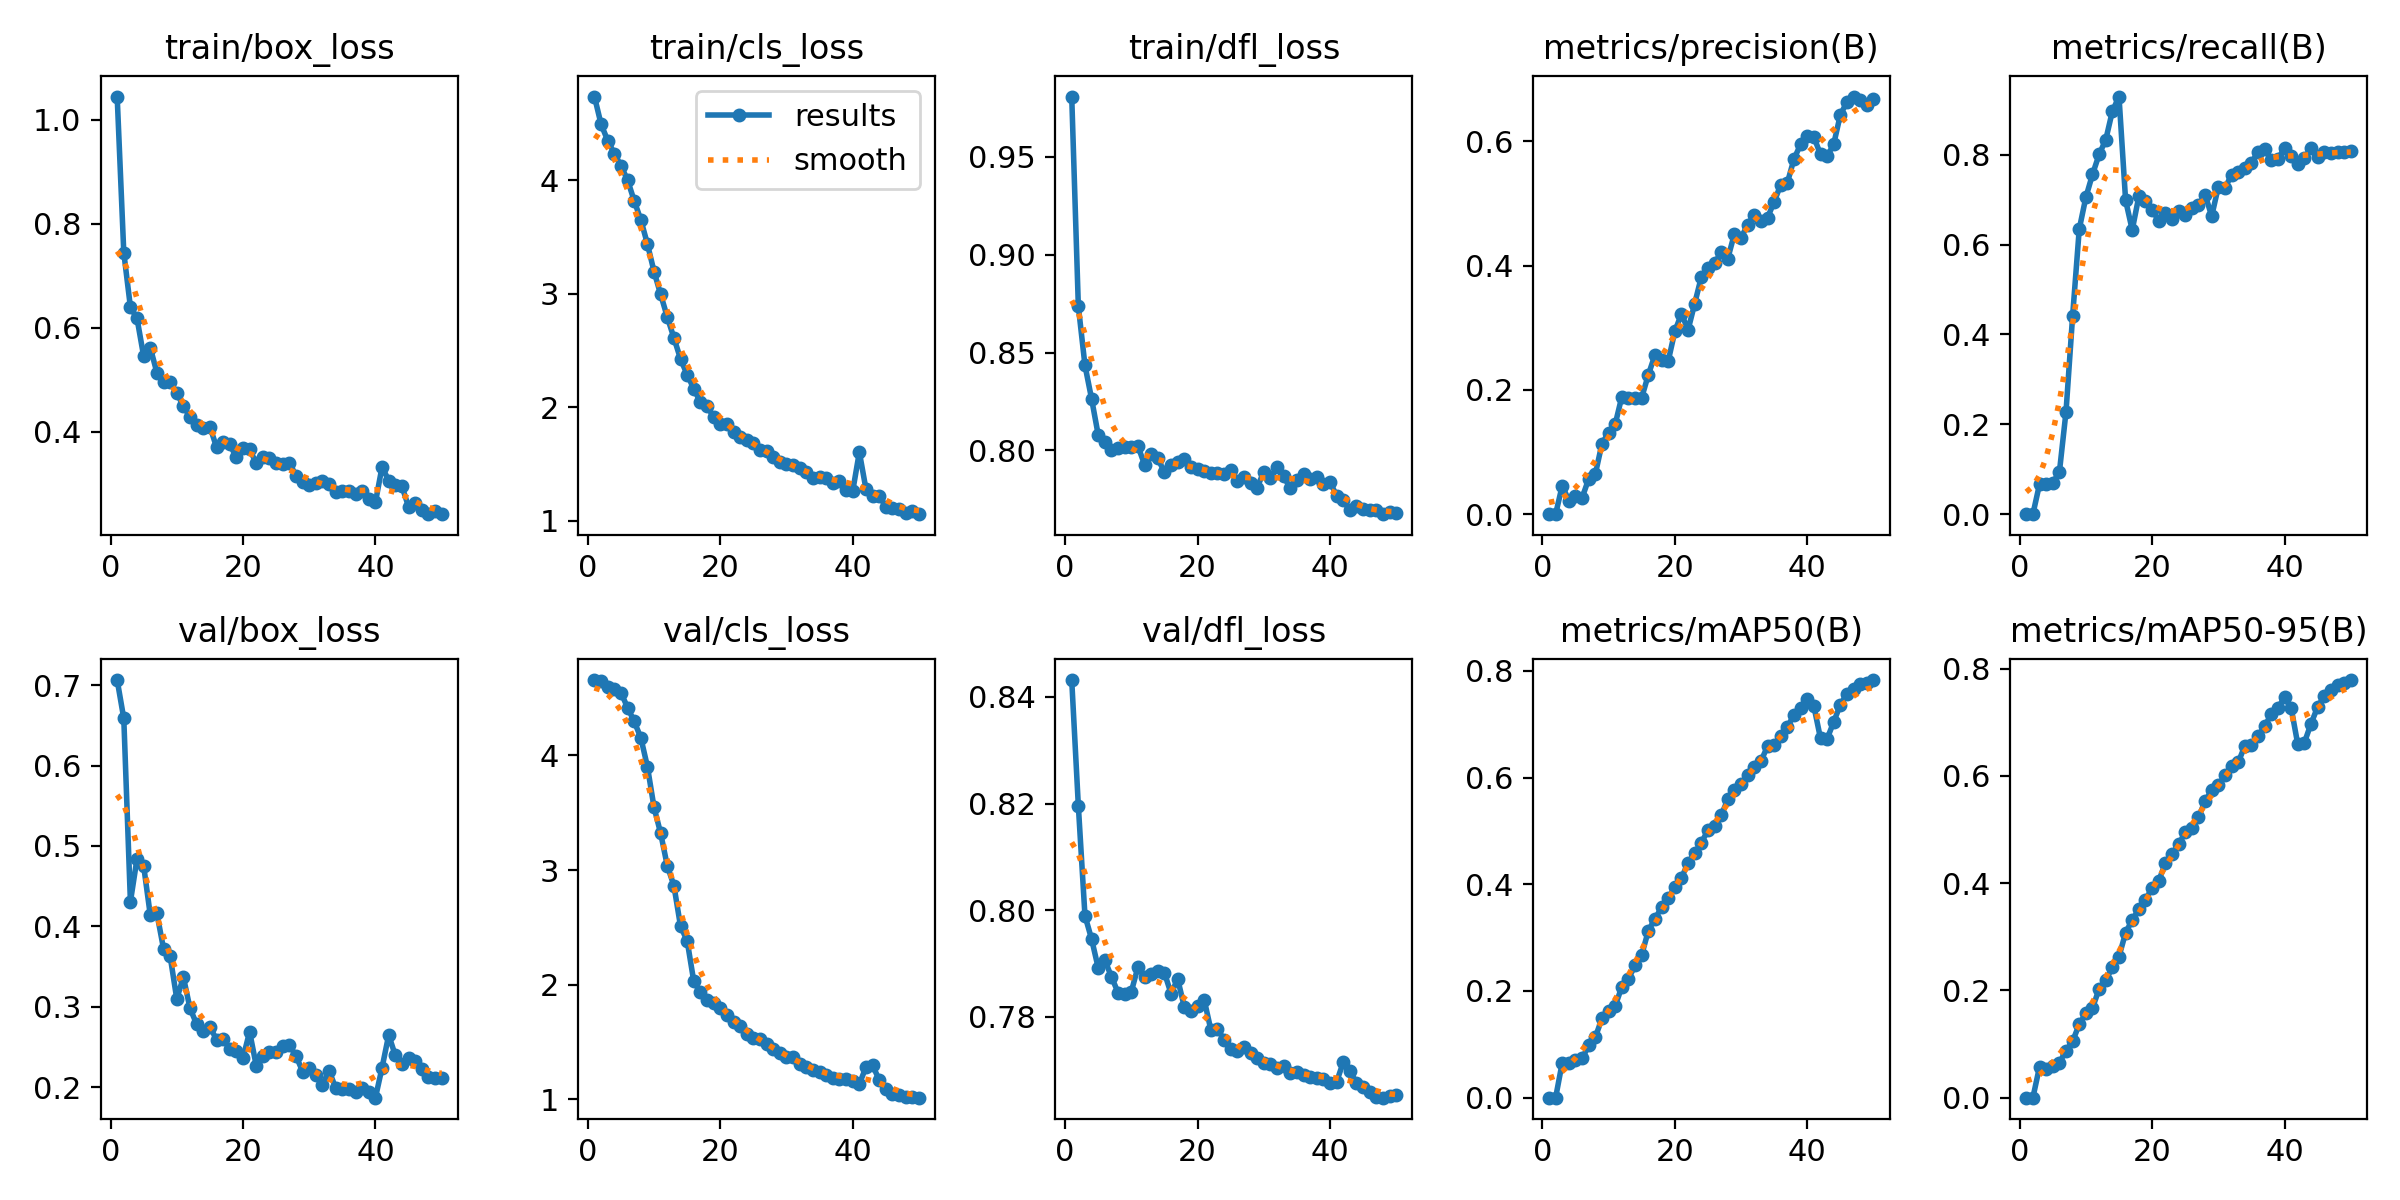 train/box_loss
1.0
0.8
0.6
0.4
0 20 40
train/cls_loss
results
smooth
4
3
2
1
0 20 40
train/dfl_loss
0.95
0.90
0.85
0.80
0 20 40
metrics/precision(B)
0.6
0.4
0.2
0.0
0 20 40
metrics/recall(B)
0.8
0.6
0.4
0.2
0.0
0 20 40
val/box_loss
0.7
0.6
0.5
0.4
0.3
0.2
0 20 40
val/cls_loss
4
3
2
1
0 20 40
val/dfl_loss
0.84
0.82
0.80
0.78
0 20 40
metrics/mAP50(B)
0.8
0.6
0.4
0.2
0.0
0 20 40
metrics/mAP50-95(B)
0.8
0.6
0.4
0.2
0.0
0 20 40